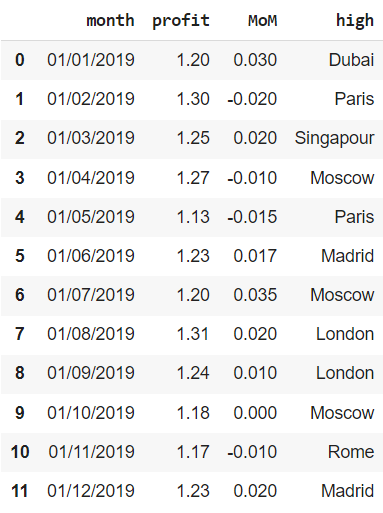 month profit MoM high
0 01/01/2019 1.20 0.030 Dubai
1 01/02/2019 1.30 -0.020 Paris
2 01/03/2019 1.25 0.020 Singapour
3 01/04/2019 1.27 -0.010 Moscow
4 01/05/2019 1.13 -0.015 Paris
5 01/06/2019 1.23 0.017 Madrid
6 01/07/2019 1.20 0.035 Moscow
7 01/08/2019 1.31 0.020 London
8 01/09/2019 1.24 0.010 London
9 01/10/2019 1.18 0.000 Moscow
10 01/11/2019 1.17 -0.010 Rome
11 01/12/2019 1.23 0.020 Madrid